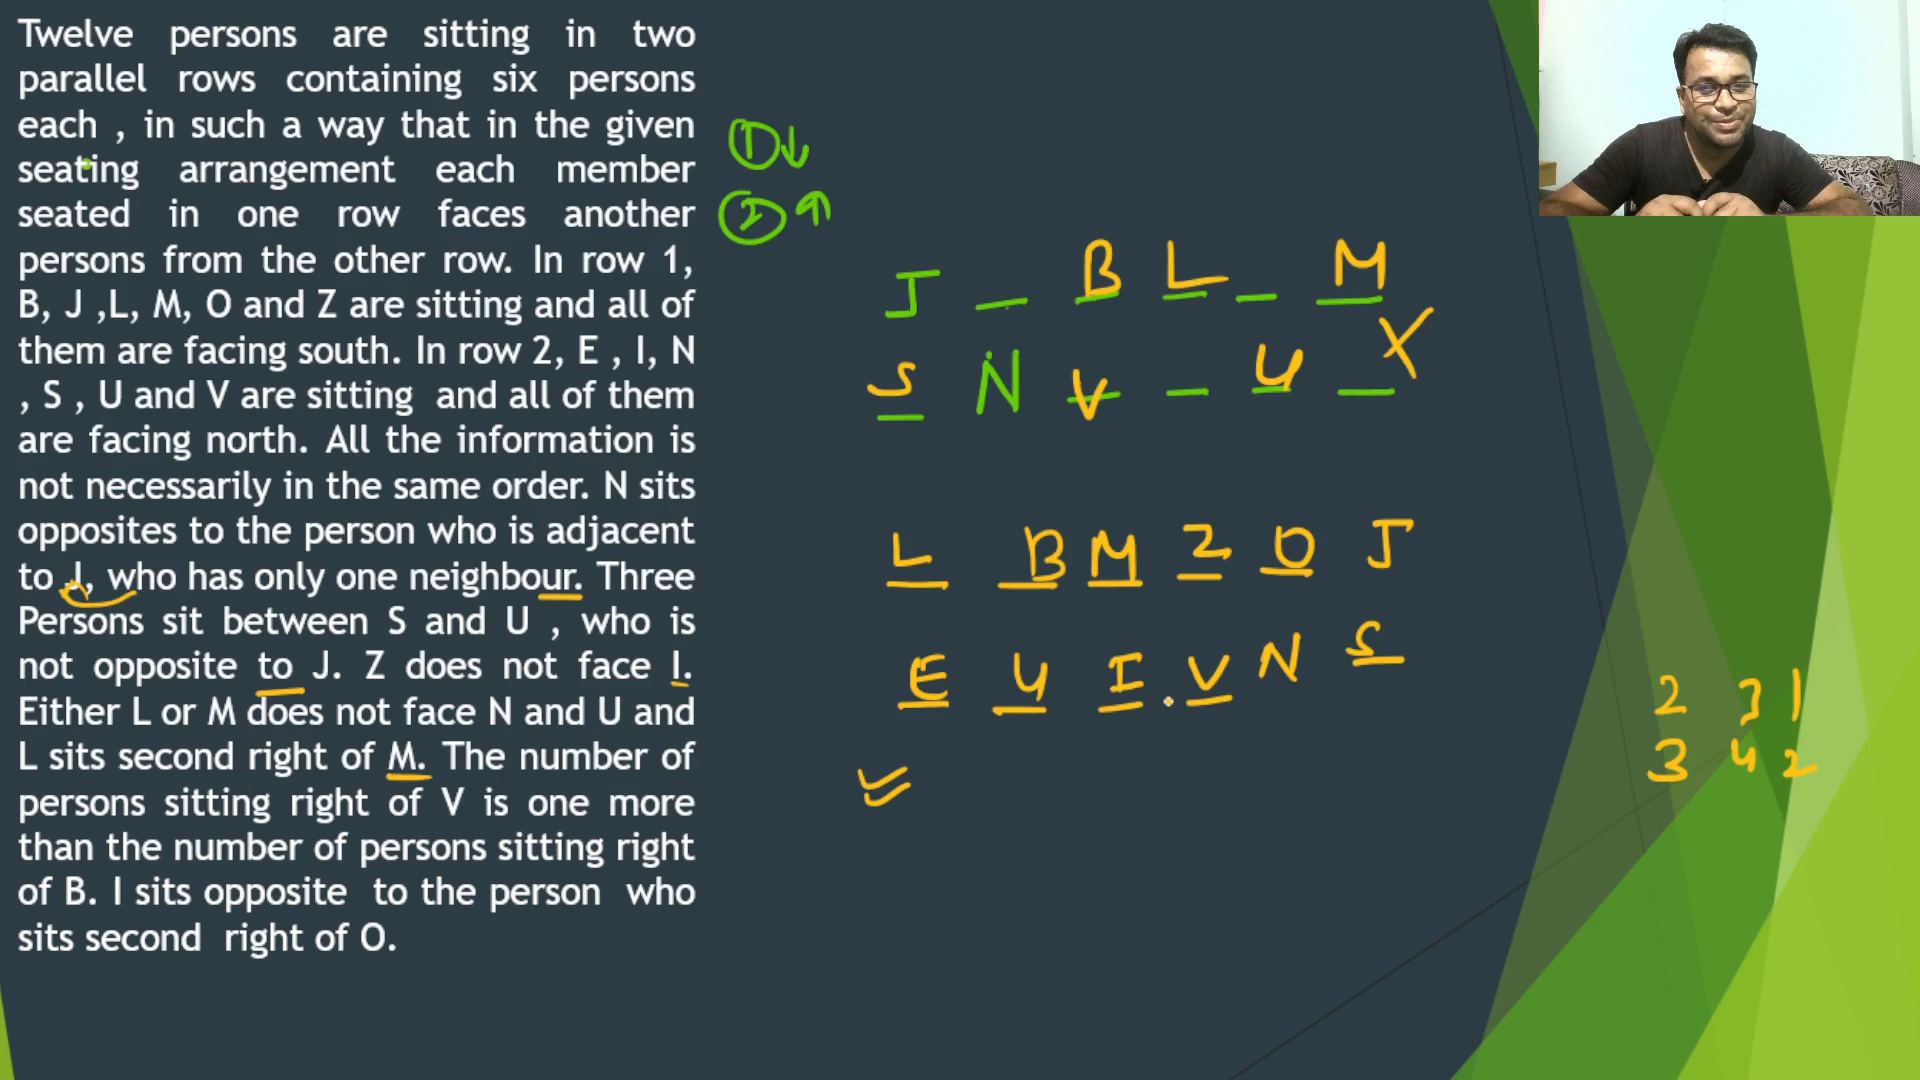 Twelve persons are sitting in two
parallel rows containing six persons
each , in such a way that in the given
seating arrangement each member
seated in one row faces another
persons from the other row. In row 1,
B, J ,L, M, O and Z are sitting and all of
them are facing south. In row 2, E , I, N
, S , U and V are sitting and all of them
are facing north. All the information is
not necessarily in the same order. N sits
opposites to the person who is adjacent
to J, who has only one neighbour. Three
Persons sit between S and U , who is
not opposite to J. Z does not face I.
Either L or M does not face N and U and
L sits second right of M. The number of
persons sitting right of V is one more
than the number of persons sitting right
of B. I sits opposite to the person who
sits second right of O.
1 ↓
2 ↑
J _ B L _ M
S N V _ U _ X
L B M Z O J
E U I V N S
2 3 1
3 4 2